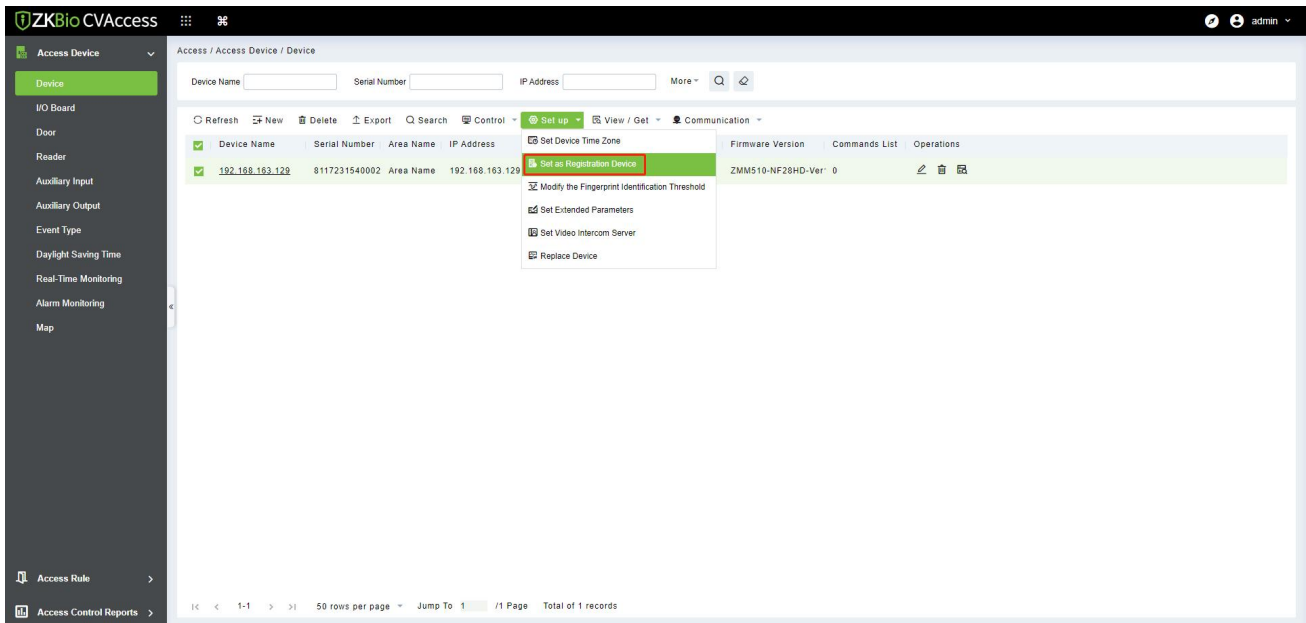 ZKBio CVAccess
admin
Access Device
Access / Access Device / Device
Device
Device Name
Serial Number
IP Address
More
I/O Board
Refresh New Delete Export Search Control Set up View / Get Communication
Door
Set Device Time Zone
Device Name Serial Number Area Name IP Address Firmware Version Commands List Operations
Reader
Set as Registration Device
192.168.163.129 8117231540002 Area Name 192.168.163.129 ZMM510-NF28HD-Ver 0
Auxiliary Input
Modify the Fingerprint Identification Threshold
Auxiliary Output
Set Extended Parameters
Event Type
Set Video Intercom Server
Daylight Saving Time
Replace Device
Real-Time Monitoring
Alarm Monitoring
Map
Access Rule
Access Control Reports
1-1 50 rows per page Jump To 1 /1 Page Total of 1 records